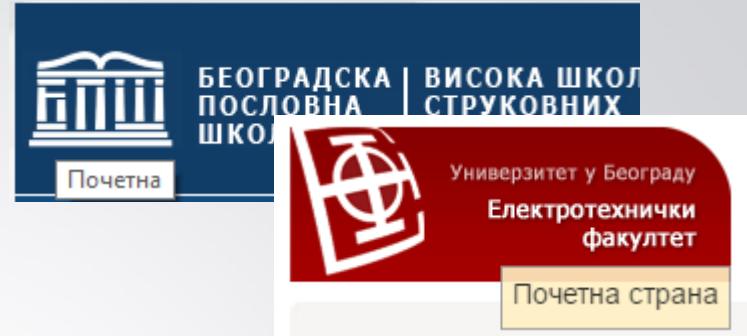 БЕОГРАДСКА | ВИСОКА ШКОЛ
ПОСЛОВНА | СТРУКОВНИХ
ШКОЛ
Почетна
Универзитет у Београду
Електротехнички
факултет
Почетна страна